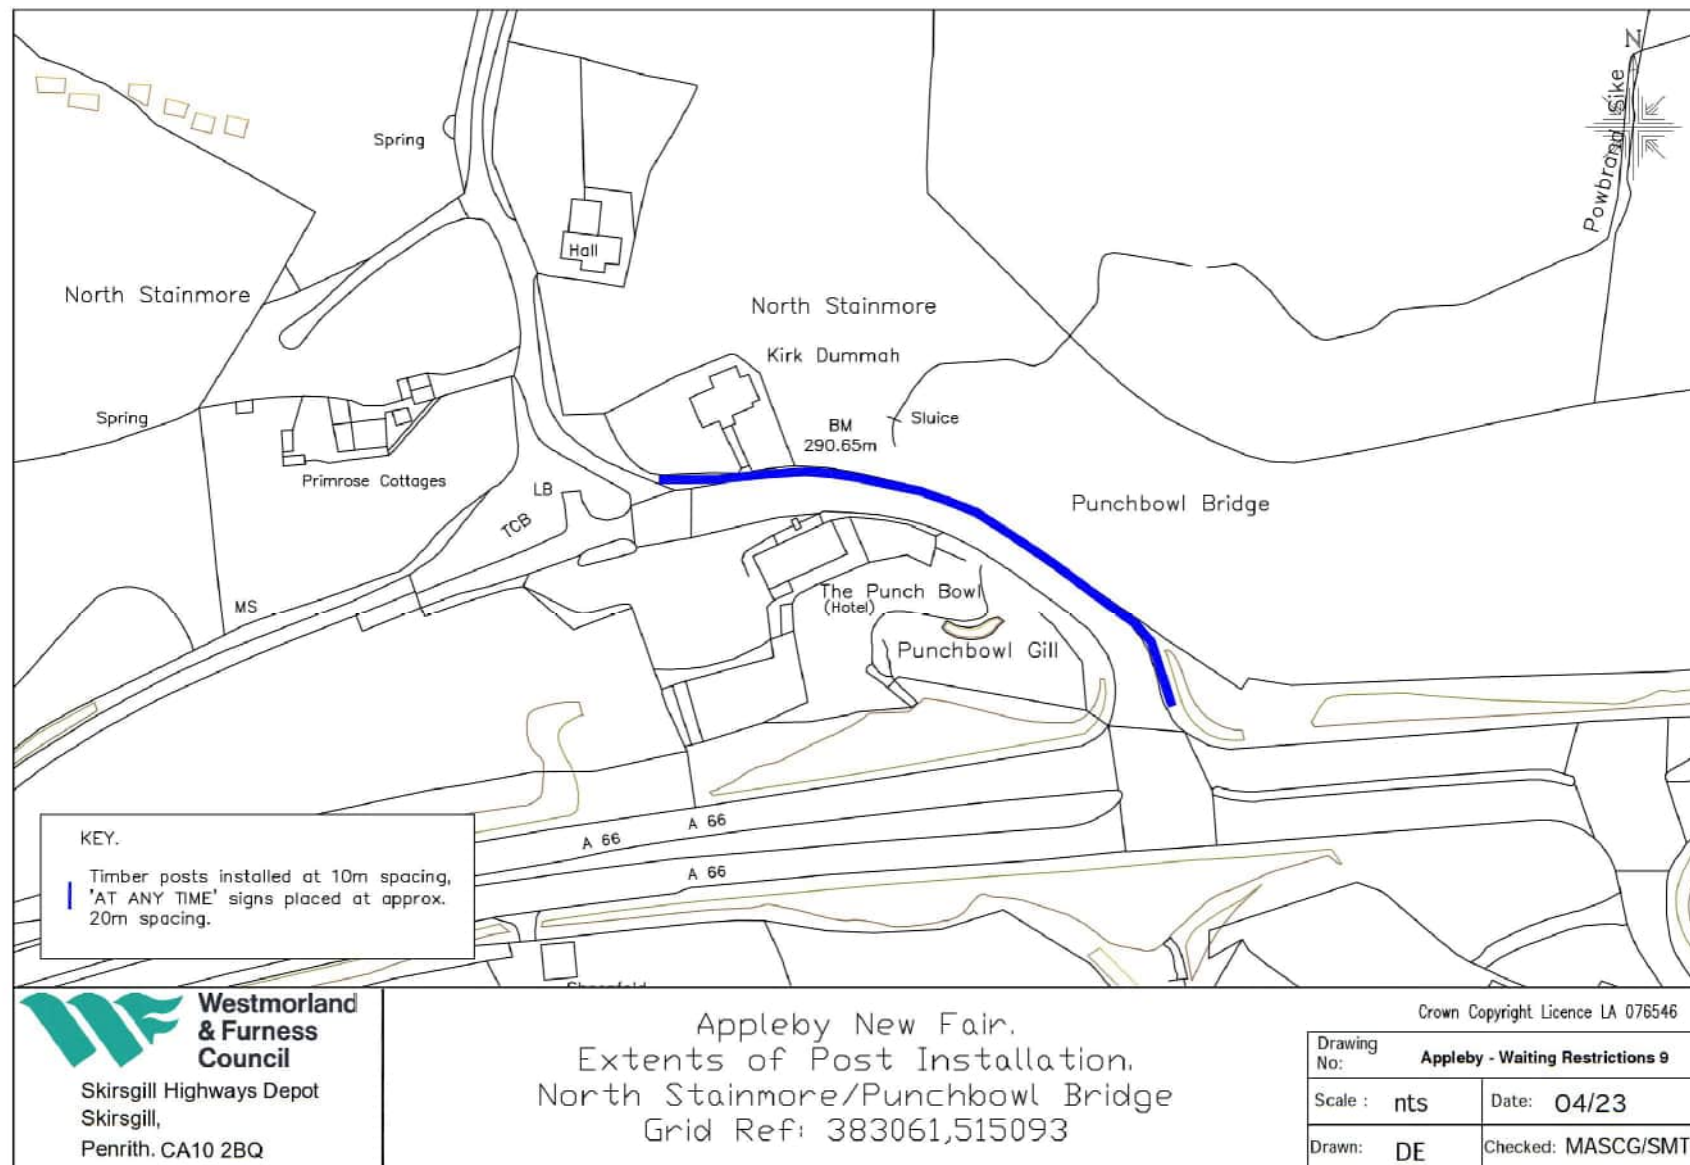 N
Powbrand Sike
Spring
Hall
North Stainmore
North Stainmore
Kirk Dummah
Spring
BM
290.65m
Sluice
Primrose Cottages
LB
TCB
Punchbowl Bridge
MS
The Punch Bowl
(Hotel)
Punchbowl Gill
A 66
A 66
A 66
KEY.
Timber posts installed at 10m spacing,
'AT ANY TIME' signs placed at approx.
20m spacing.
Westmorland
& Furness
Council
Skirsgill Highways Depot
Skirsgill,
Penrith. CA10 2BQ
Appleby New Fair.
Extents of Post Installation.
North Stainmore/Punchbowl Bridge
Grid Ref: 383061,515093
Crown Copyright Licence LA 076546
Drawing No: Appleby - Waiting Restrictions 9
Scale : nts Date: 04/23
Drawn: DE Checked: MASCG/SMT